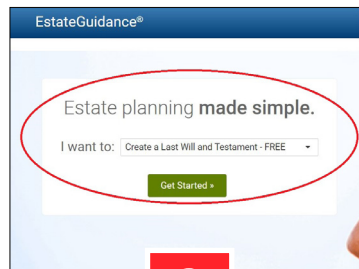 EstateGuidance®
Estate planning made simple.
I want to: Create a Last Will and Testament - FREE
Get Started »